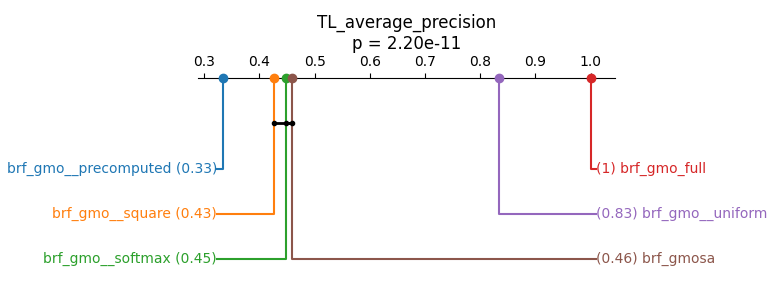 TL_average_precision
p = 2.20e-11
0.3 0.4 0.5 0.6 0.7 0.8 0.9 1.0
brf_gmo__precomputed (0.33) (1) brf_gmo_full
brf_gmo__square (0.43) (0.83) brf_gmo__uniform
brf_gmo__softmax (0.45) (0.46) brf_gmosa